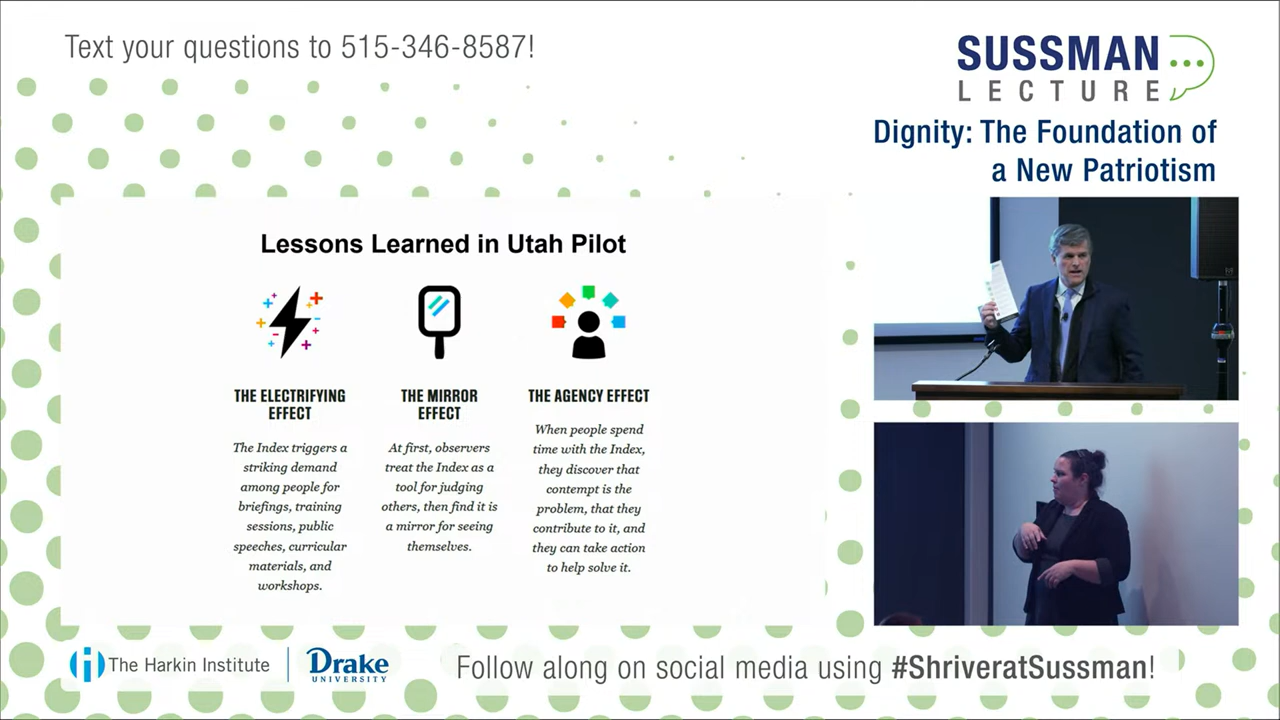 Text your questions to 515-346-8587!
SUSSMAN
LECTURE
Dignity: The Foundation of
a New Patriotism
Lessons Learned in Utah Pilot
THE ELECTRIFYING
EFFECT
The Index triggers a
striking demand
among people for
briefings, training
sessions, public
speeches, curricular
materials, and
workshops.
THE MIRROR
EFFECT
At first, observers
treat the Index as a
tool for judging
others, then find it is
a mirror for seeing
themselves.
THE AGENCY EFFECT
When people spend
time with the Index,
they discover that
contempt is the
problem, that they
contribute to it, and
they can take action
to help solve it.
The Harkin Institute
Drake
UNIVERSITY
Follow along on social media using #ShriveratSussman!